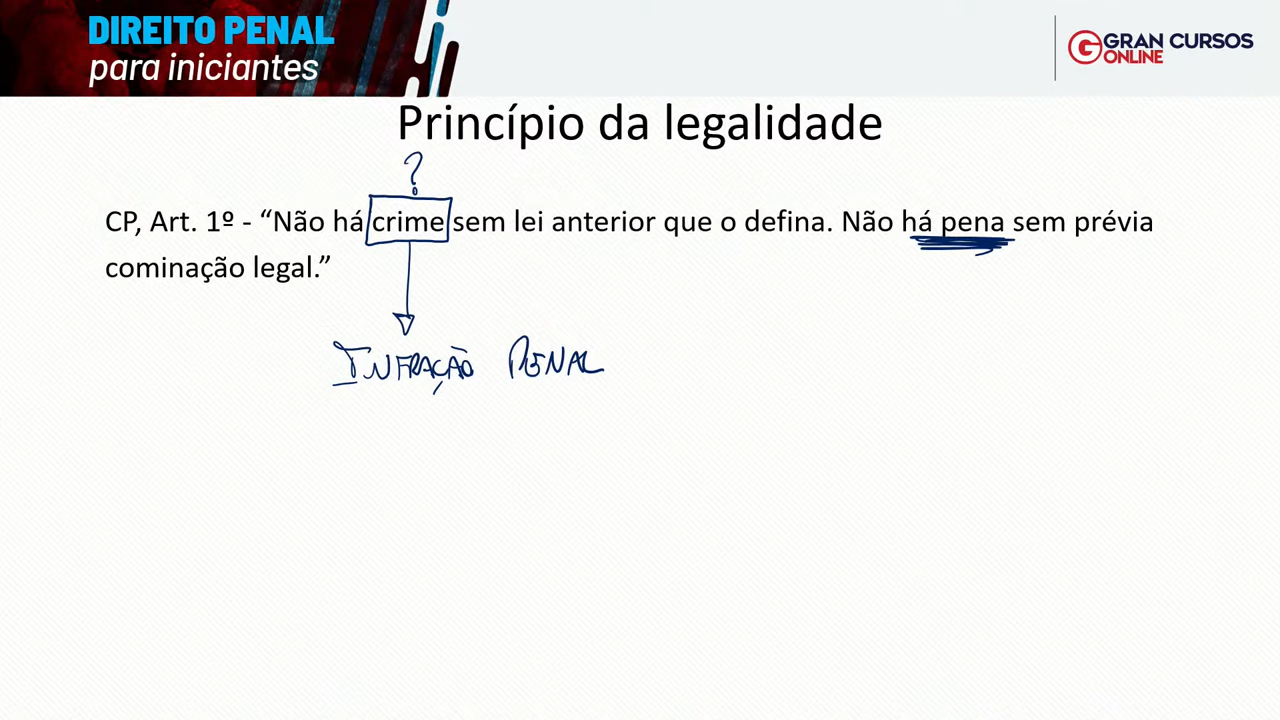 DIREITO PENAL
para iniciantes
GRAN CURSOS
ONLINE
Princípio da legalidade
?
CP, Art. 1º - “Não há crime sem lei anterior que o defina. Não há pena sem prévia
cominação legal.”
INFRAÇÃO PENAL